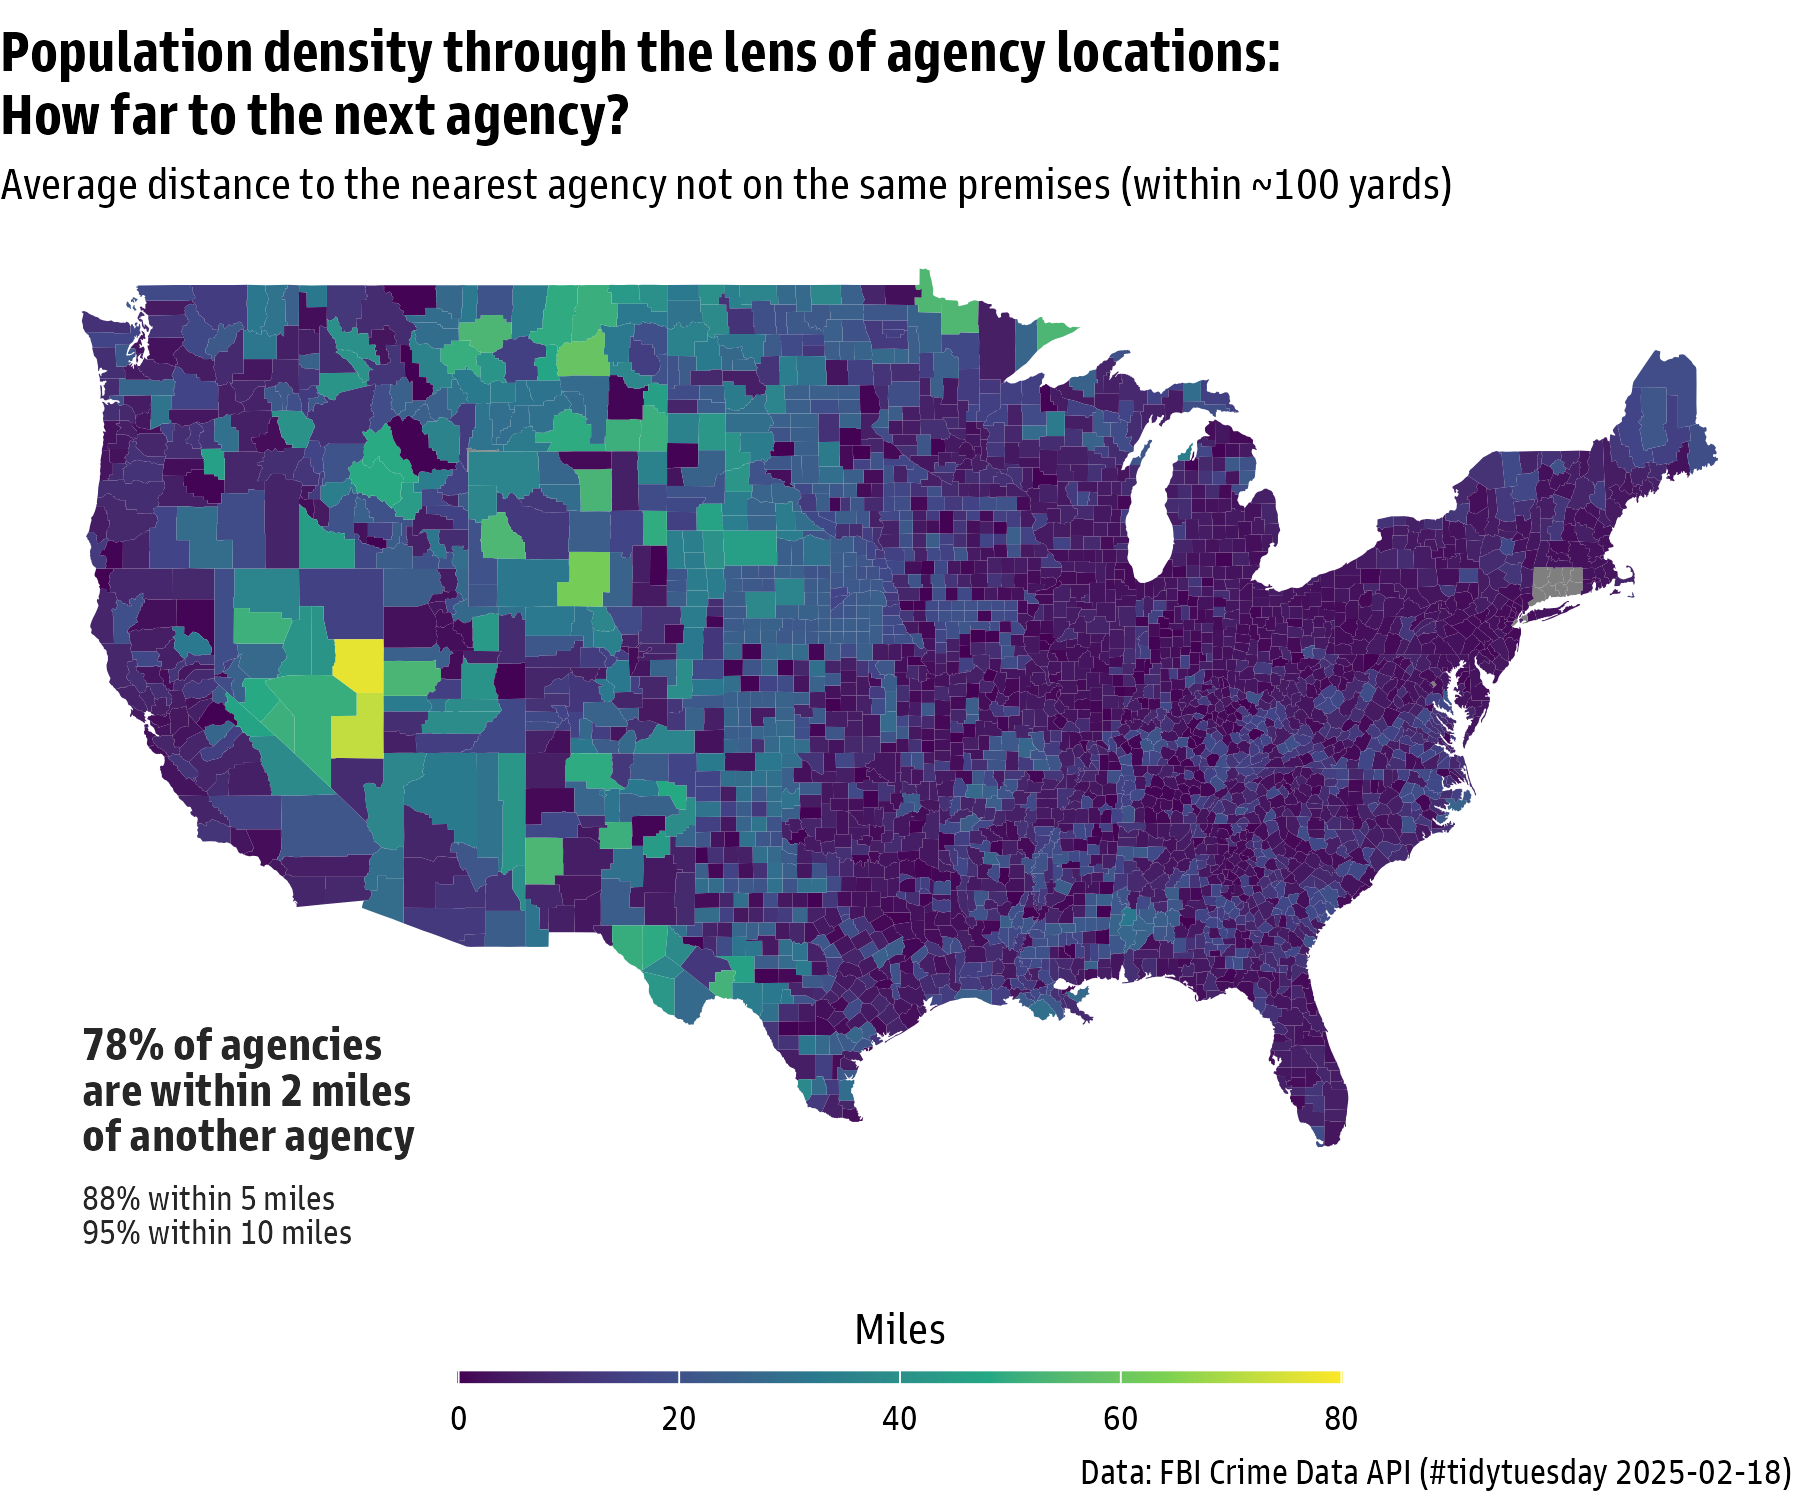 Population density through the lens of agency locations:
How far to the next agency?
Average distance to the nearest agency not on the same premises (within ~100 yards)
78% of agencies
are within 2 miles
of another agency
88% within 5 miles
95% within 10 miles
Miles
0 20 40 60 80
Data: FBI Crime Data API (#tidytuesday 2025-02-18)